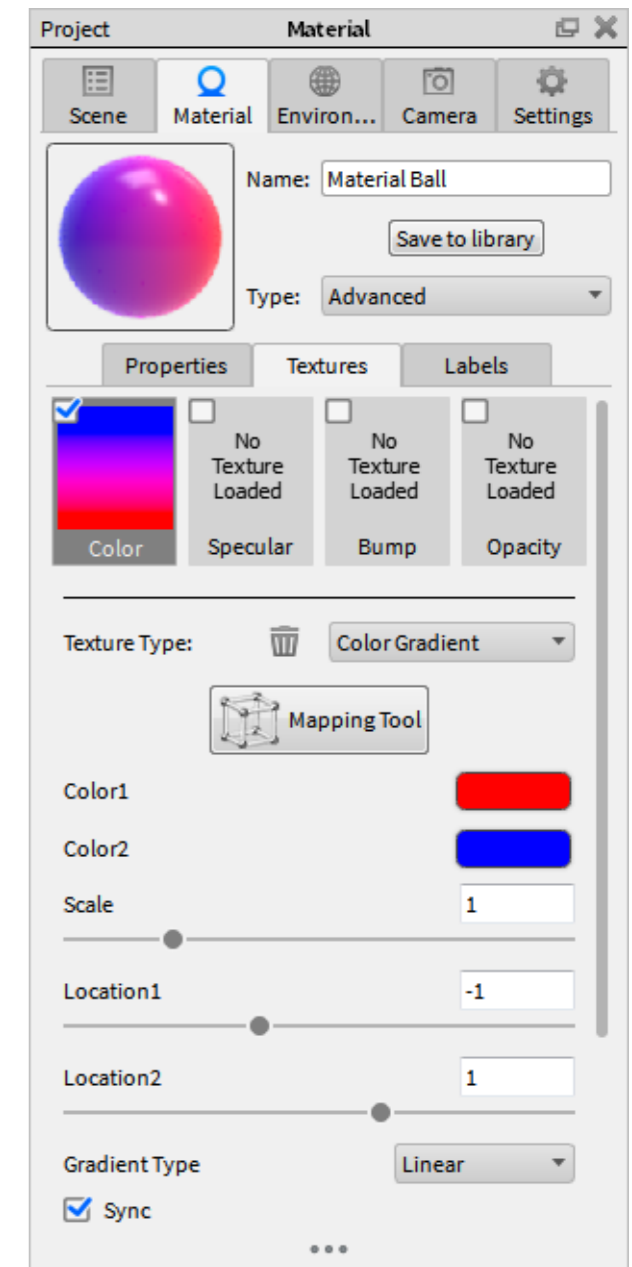 Project Material
Scene Material Environ... Camera Settings
Name: Material Ball
Save to library
Type: Advanced
Properties Textures Labels
No Texture Loaded
No Texture Loaded
No Texture Loaded
Color Specular Bump Opacity
Texture Type: Color Gradient
Mapping Tool
Color1
Color2
Scale 1
Location1 -1
Location2 1
Gradient Type Linear
Sync